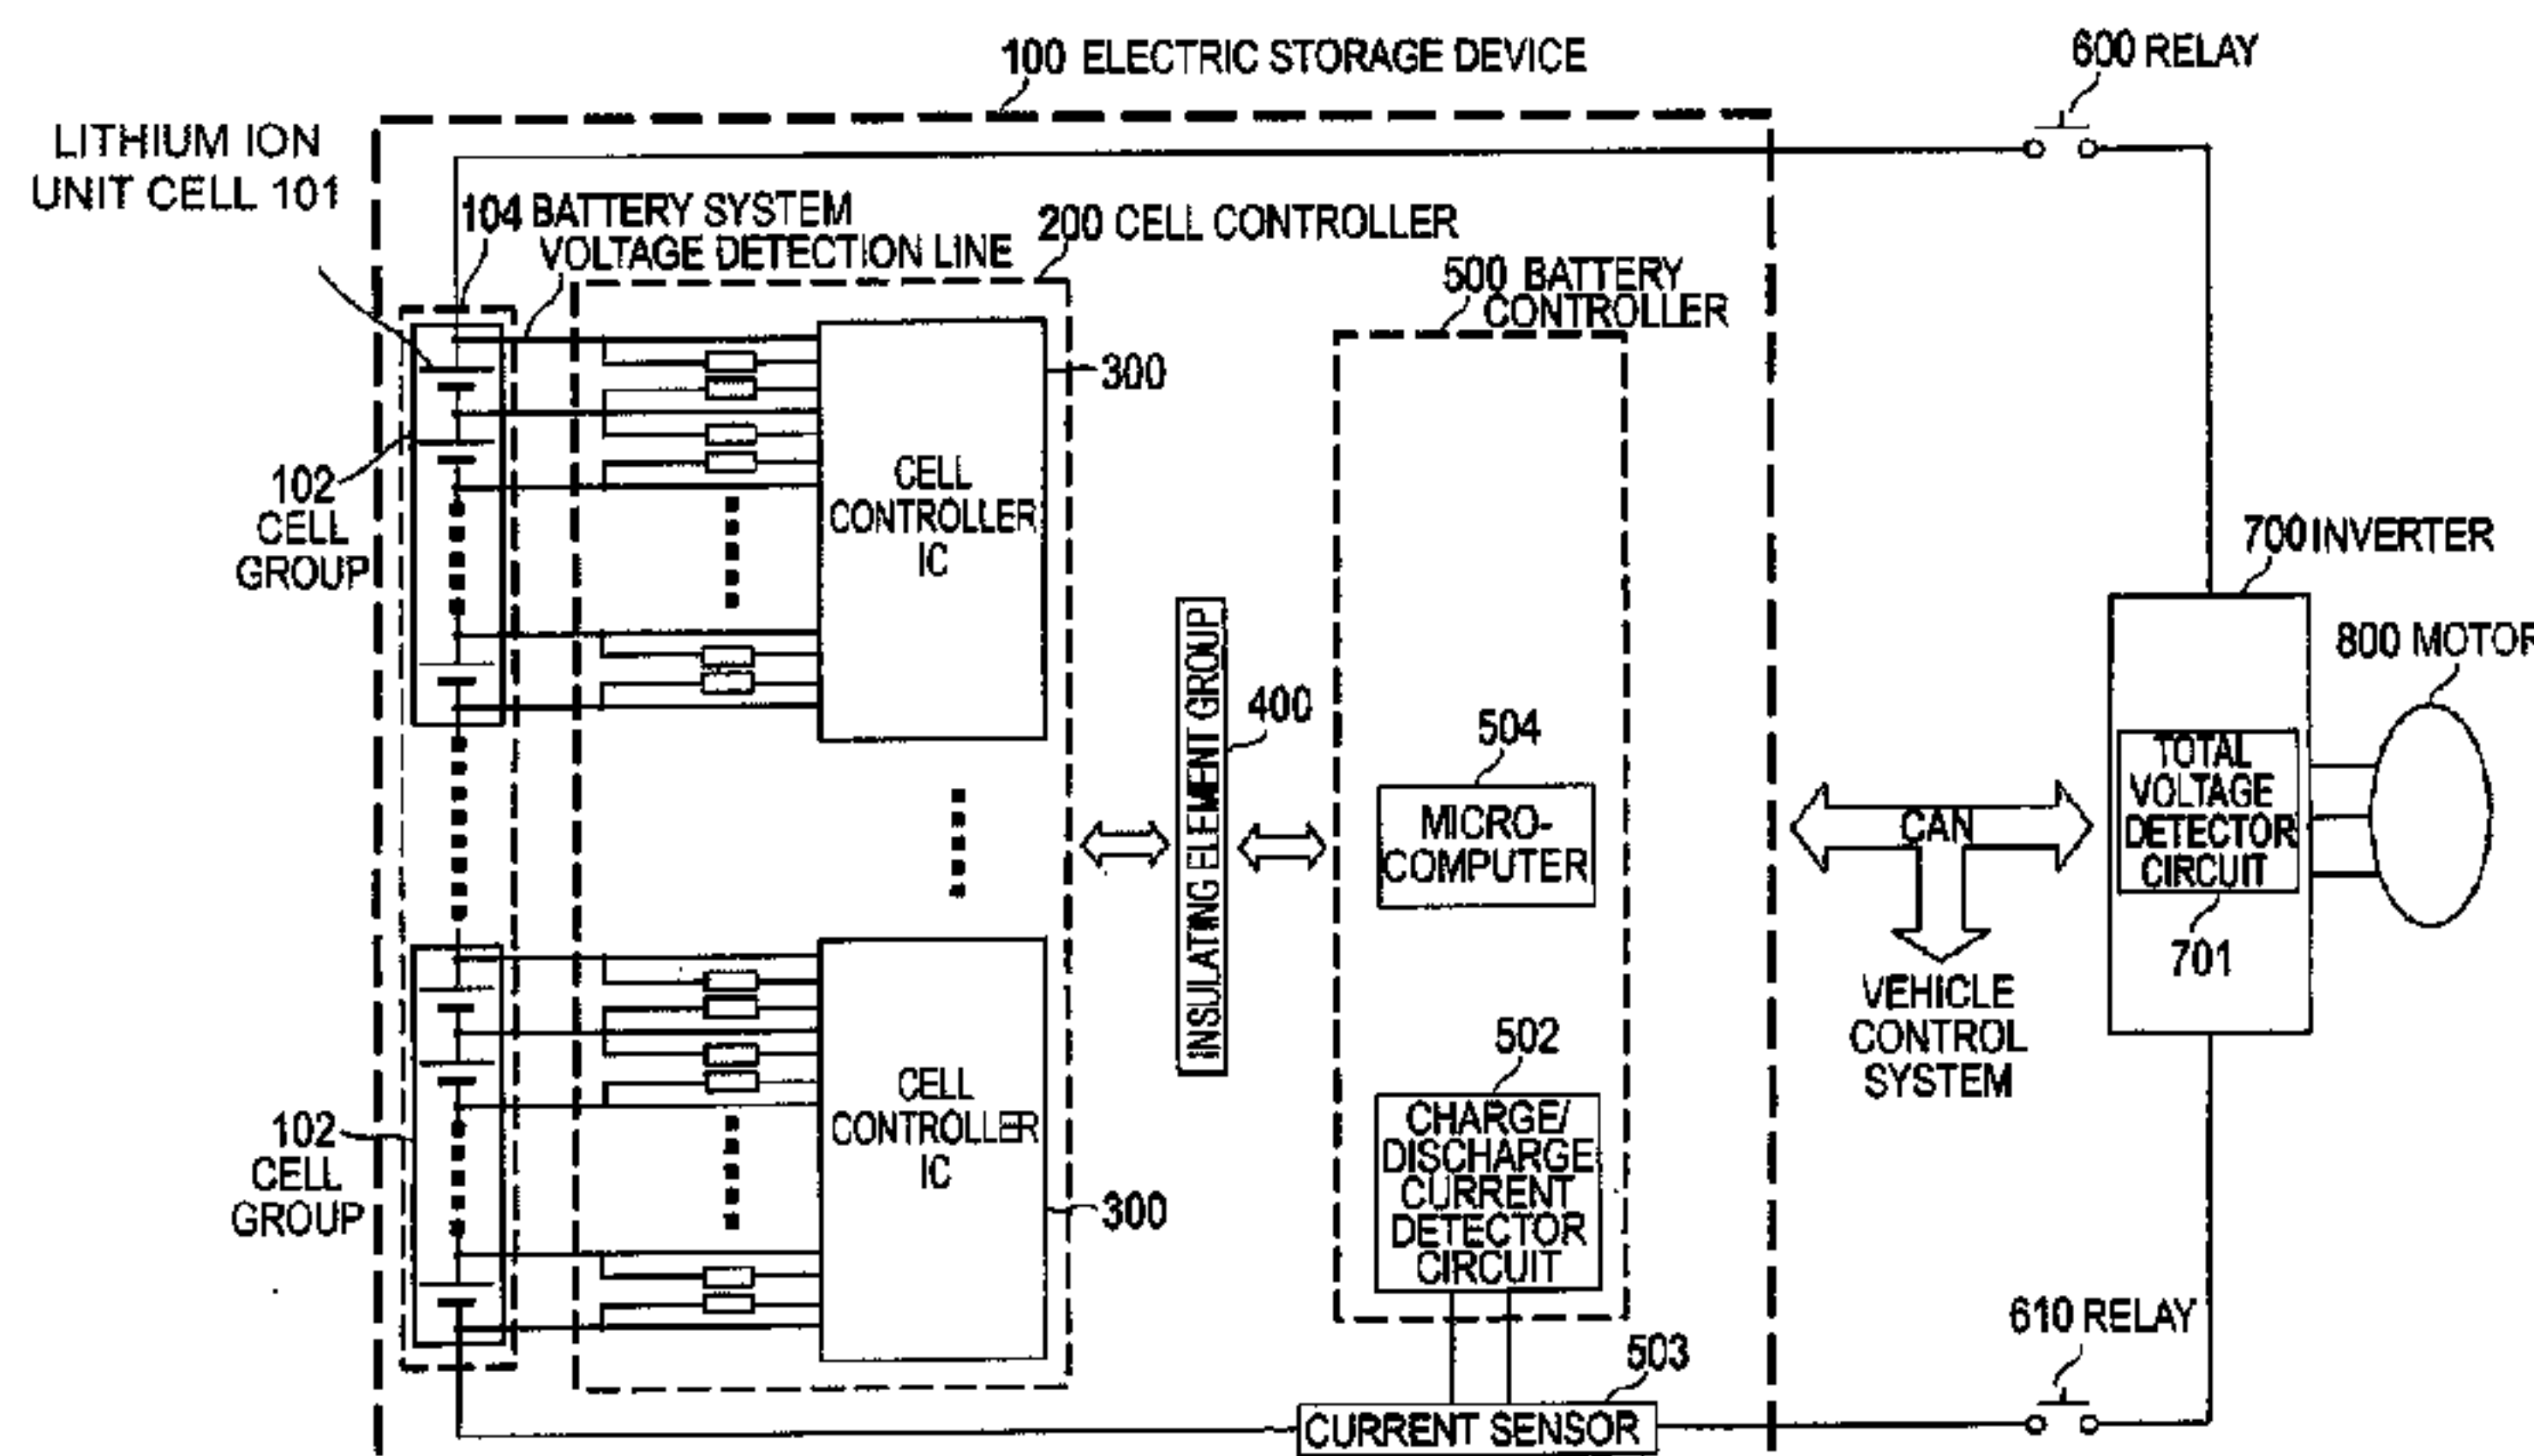 100 ELECTRIC STORAGE DEVICE
600 RELAY
LITHIUM ION
UNIT CELL 101
104 BATTERY SYSTEM
VOLTAGE DETECTION LINE
200 CELL CONTROLLER
500 BATTERY
CONTROLLER
300
102
CELL
GROUP
CELL
CONTROLLER
IC
700 INVERTER
800 MOTOR
INSULATING ELEMENT GROUP
400
504
MICRO-
COMPUTER
CAN
TOTAL
VOLTAGE
DETECTOR
CIRCUIT
701
VEHICLE
CONTROL
SYSTEM
502
CHARGE/
DISCHARGE
CURRENT
DETECTOR
CIRCUIT
102
CELL
GROUP
CELL
CONTROLLER
IC
300
610 RELAY
503
CURRENT SENSOR